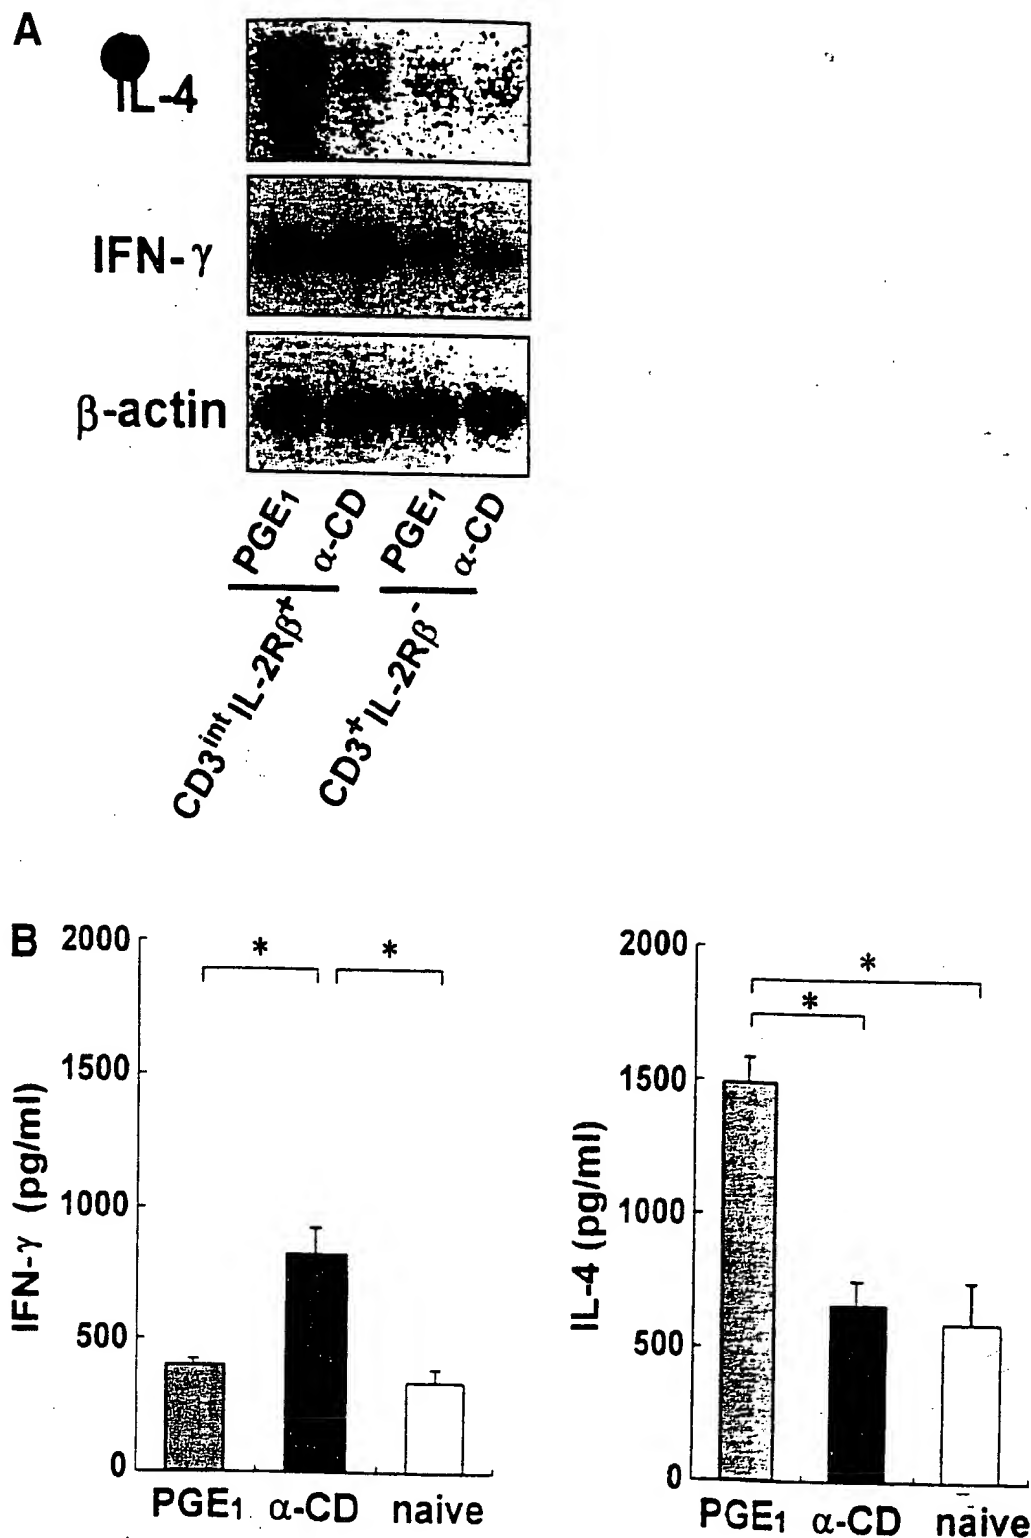 A
IL-4
IFN-γ
β-actin
PGE1 α-CD PGE1 α-CD
CD3int IL-2Rβ+ CD3+ IL-2Rβ-
B
2000
1500
1000
500
0
IFN-γ (pg/ml)
* *
PGE1 α-CD naive
2000
1500
1000
500
0
IL-4 (pg/ml)
*
*
PGE1 α-CD naive